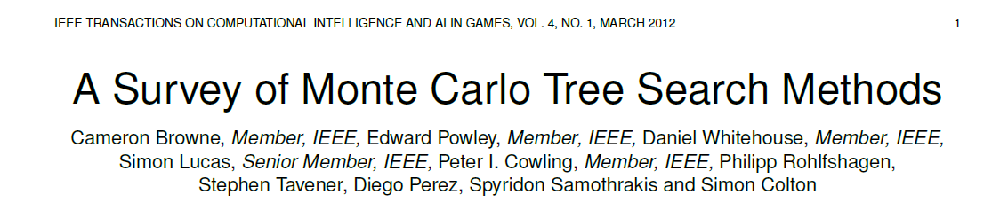 IEEE TRANSACTIONS ON COMPUTATIONAL INTELLIGENCE AND AI IN GAMES, VOL. 4, NO. 1, MARCH 2012 1
A Survey of Monte Carlo Tree Search Methods
Cameron Browne, Member, IEEE, Edward Powley, Member, IEEE, Daniel Whitehouse, Member, IEEE,
Simon Lucas, Senior Member, IEEE, Peter I. Cowling, Member, IEEE, Philipp Rohlfshagen,
Stephen Tavener, Diego Perez, Spyridon Samothrakis and Simon Colton